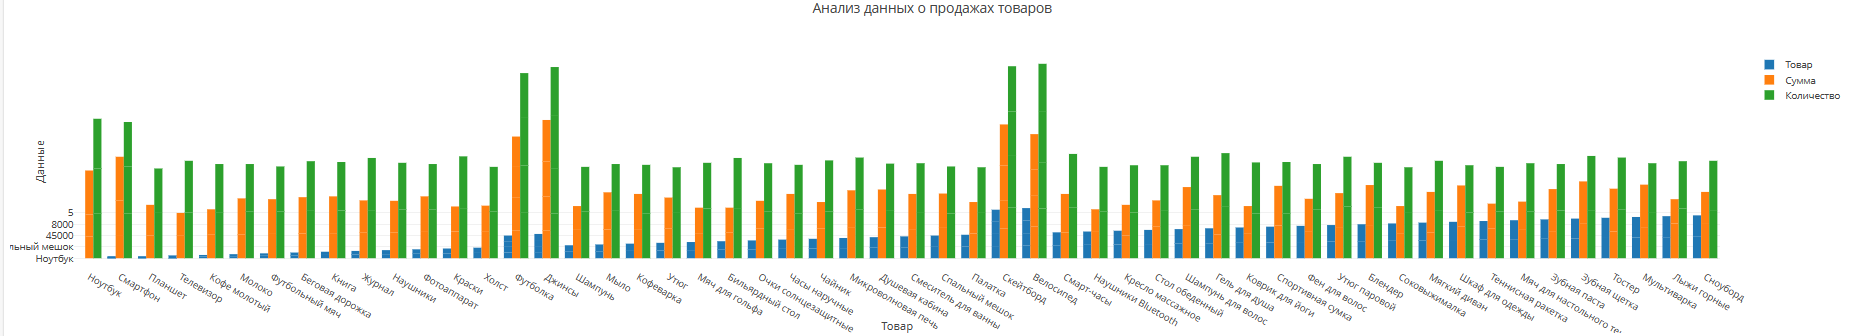 Анализ данных о продажах товаров
Товар
Сумма
Количество
Данные
5
8000
45000
льный мешок
Ноутбук
Ноутбук
Смартфон
Планшет
Телевизор
Кофе молотый
Молоко
Футбольный мяч
Беговая дорожка
Книга
Журнал
Наушники
Фотоаппарат
Краски
Холст
Футболка
Джинсы
Шампунь
Мыло
Кофеварка
Утюг
Мяч для гольфа
Бильярдный стол
Очки солнцезащитные
Часы наручные
Чайник
Микроволновая печь
Душевая кабина
Смеситель для ванны
Спальный мешок
Палатка
Скейтборд
Велосипед
Смарт-часы
Наушники Bluetooth
Кресло массажное
Стол обеденный
Шампунь для волос
Гель для душа
Коврик для йоги
Спортивная сумка
Фен для волос
Утюг паровой
Блендер
Соковыжималка
Мягкий диван
Шкаф для одежды
Теннисная ракетка
Мяч для настольного те
Зубная паста
Зубная щетка
Тостер
Мультиварка
Лыжи горные
Сноуборд
Товар